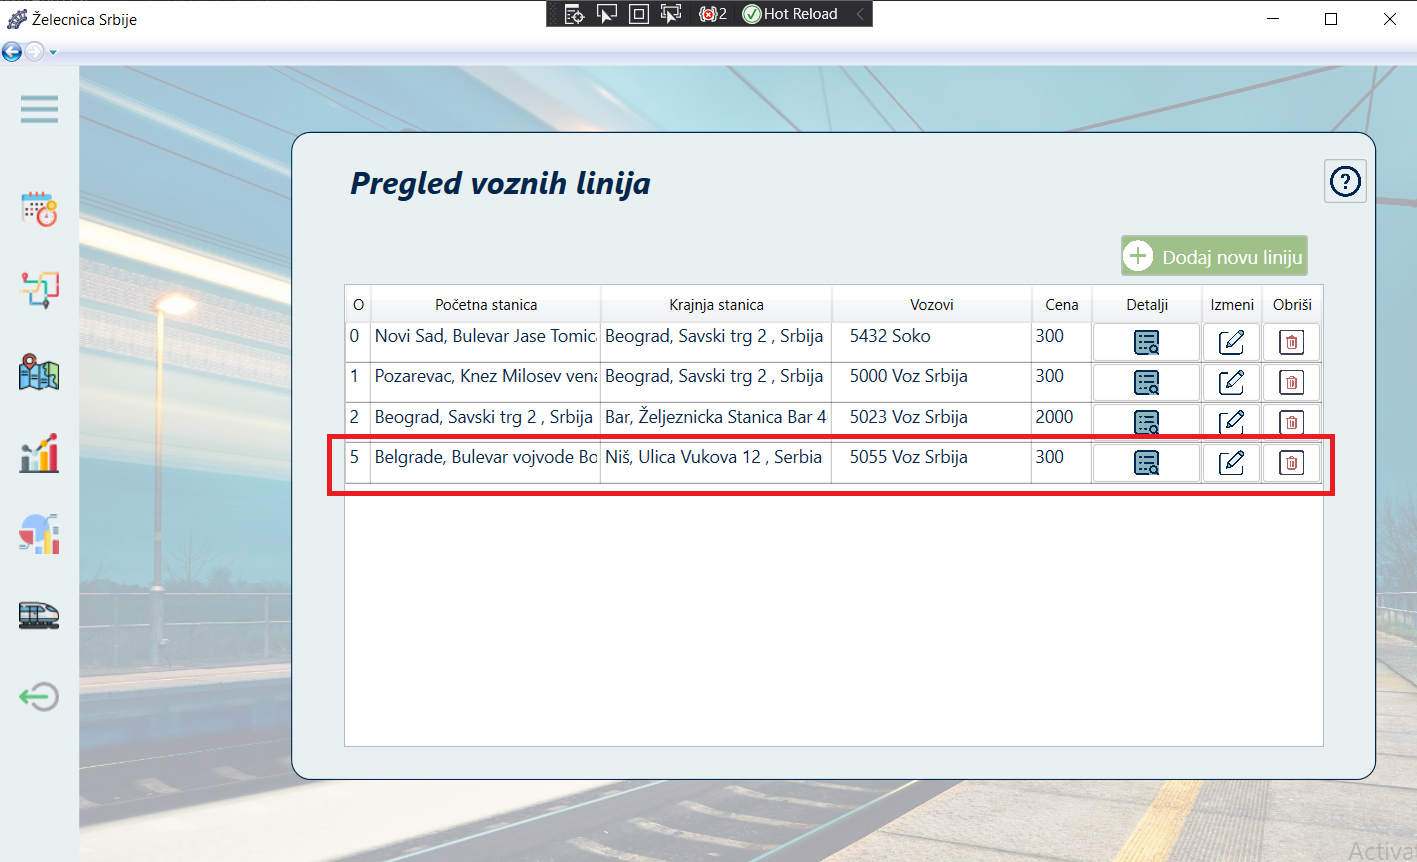 Želecnica Srbije
2 Hot Reload
Pregled voznih linija
?
Dodaj novu liniju
O Početna stanica Krajnja stanica Vozovi Cena Detalji Izmeni Obriši
0 Novi Sad, Bulevar Jase Tomic Beograd, Savski trg 2 , Srbija 5432 Soko 300
1 Pozarevac, Knez Milosev vena Beograd, Savski trg 2 , Srbija 5000 Voz Srbija 300
2 Beograd, Savski trg 2 , Srbija Bar, Željeznicka Stanica Bar 4 5023 Voz Srbija 2000
5 Belgrade, Bulevar vojvode Bo Niš, Ulica Vukova 12 , Serbia 5055 Voz Srbija 300
Activa